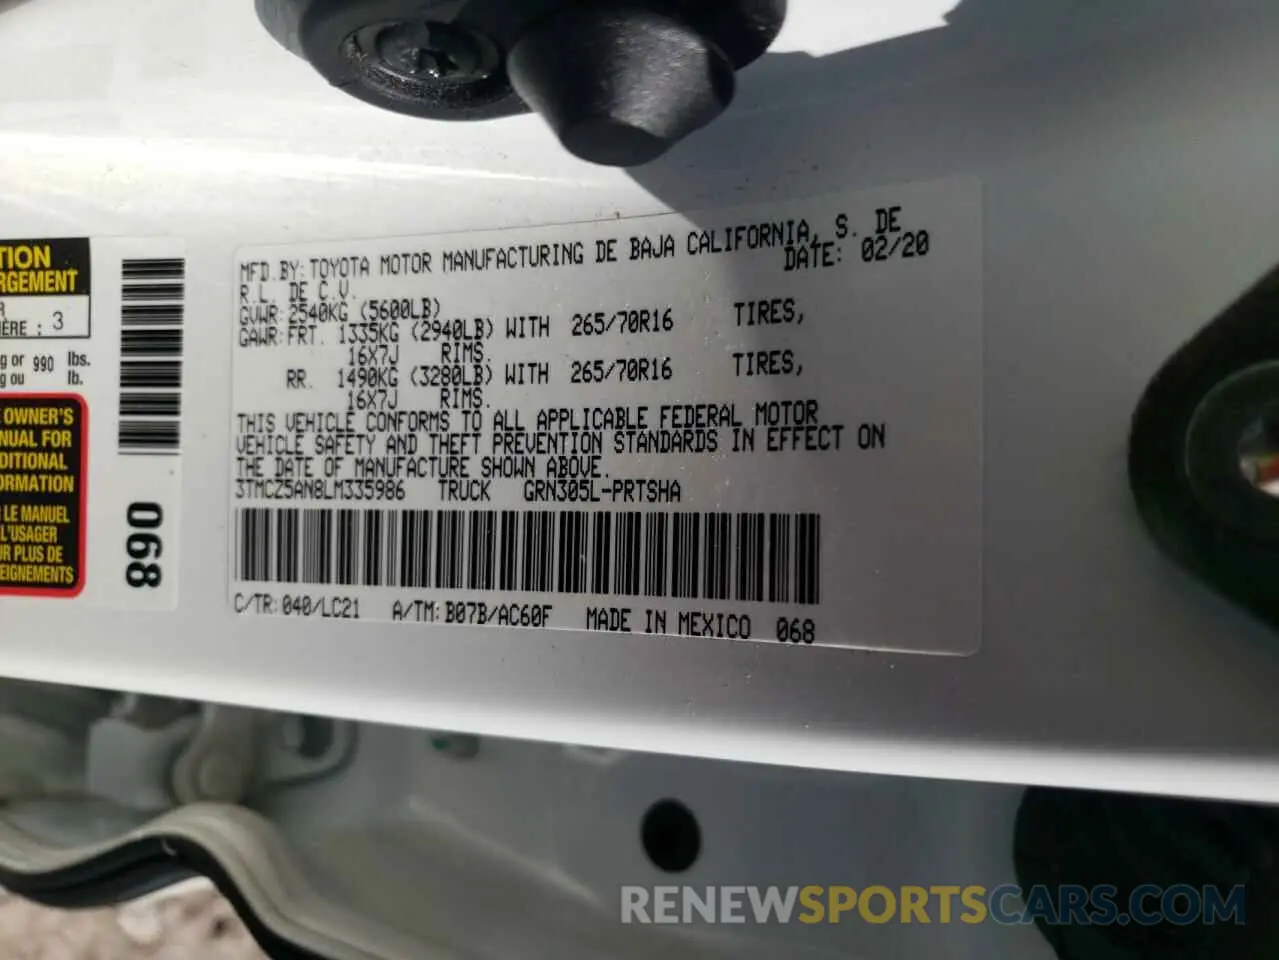 TION
RGEMENT
R
IÈRE : 3
g or 990 lbs.
g ou lb.
E OWNER'S
NUAL FOR
DITIONAL
ORMATION
LE MANUEL
L'USAGER
R PLUS DE
EIGNEMENTS
068
MFD.BY:TOYOTA MOTOR MANUFACTURING DE BAJA CALIFORNIA, S. DE
R.L. DE C.V. DATE: 02/20
GVWR:2540KG (5600LB)
GAWR:FRT. 1335KG (2940LB) WITH 265/70R16 TIRES,
16X7J RIMS.
RR. 1490KG (3280LB) WITH 265/70R16 TIRES,
16X7J RIMS.
THIS VEHICLE CONFORMS TO ALL APPLICABLE FEDERAL MOTOR
VEHICLE SAFETY AND THEFT PREVENTION STANDARDS IN EFFECT ON
THE DATE OF MANUFACTURE SHOWN ABOVE.
3TMCZ5AN8LM335986 TRUCK GRN305L-PRTSHA
C/TR:040/LC21 A/TM:B07B/AC60F MADE IN MEXICO 068
RENEWSPORTSCARS.COM